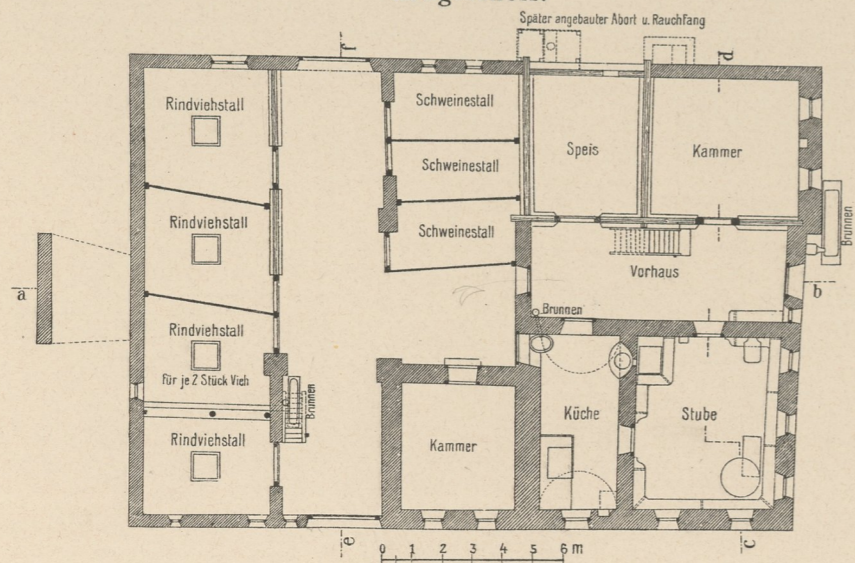 Später angebauter Abort u. Rauchfang
f
d
Rindviehstall
Schweinestall
Speis
Kammer
Schweinestall
Rindviehstall
Schweinestall
Brunnen
Vorhaus
a
b
Brunnen
Rindviehstall
Für je 2 Stück Vieh
Brunnen
Küche
Stube
Rindviehstall
Kammer
e
c
0 1 2 3 4 5 6 m